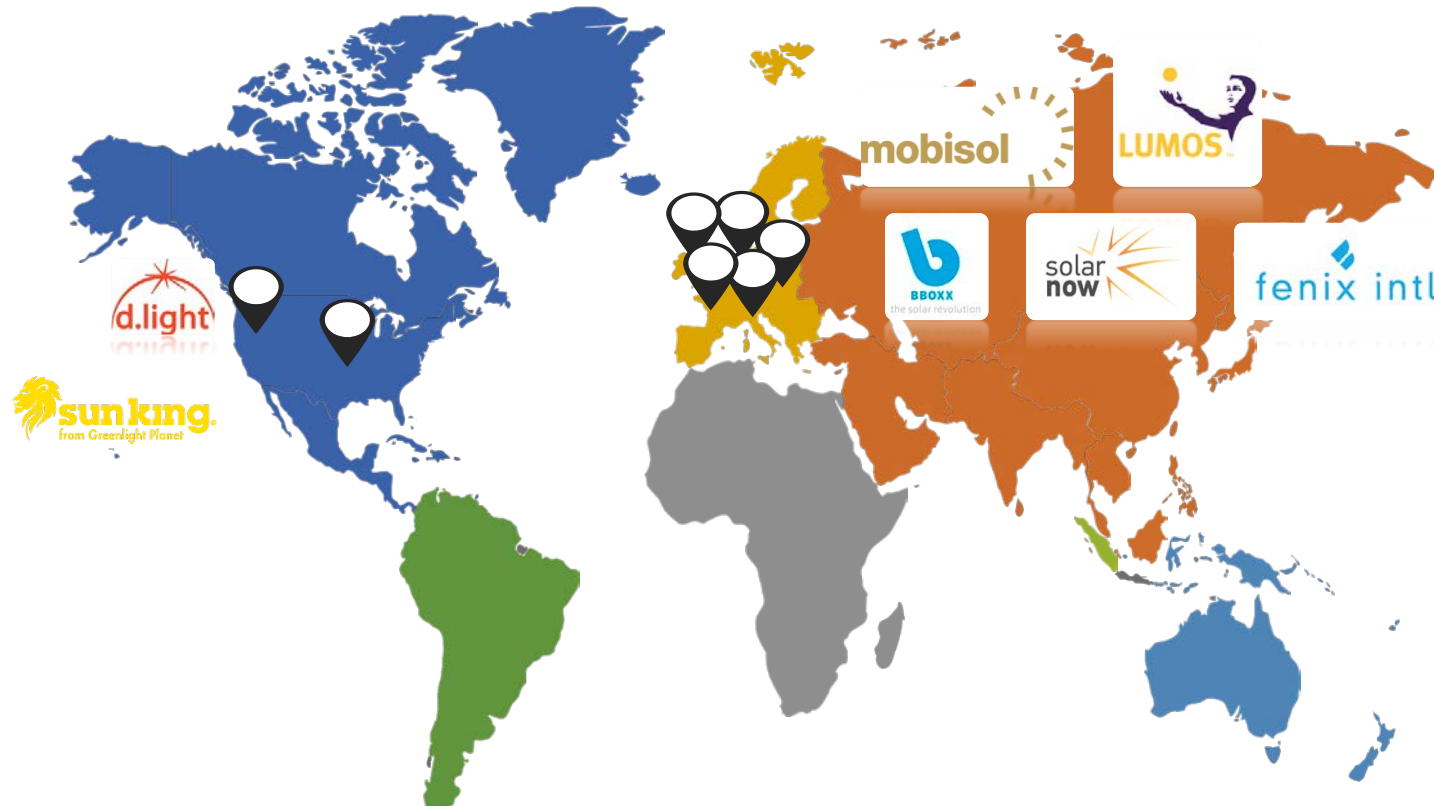 mobisol
LUMOS
d.light
b
BBOXX
the solar revolution
solar
now
fenix intl
sun king.
from Greenlight Planet